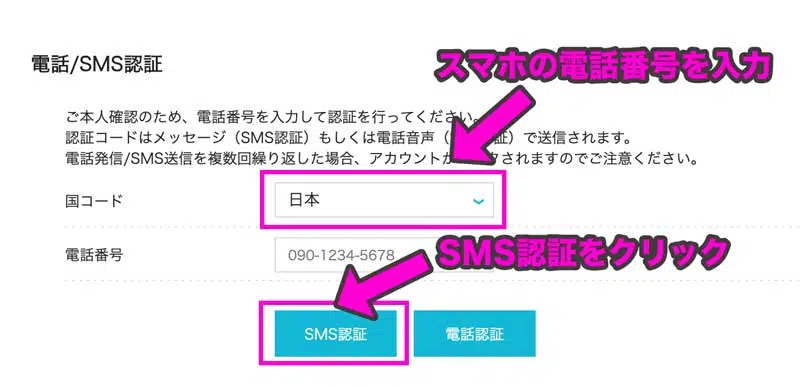 電話/SMS認証
スマホの電話番号を入力
ご本人確認のため、電話番号を入力して認証を行ってください。
認証コードはメッセージ（SMS認証）もしくは電話音声（証）で送信されます。
電話発信/SMS送信を複数回繰り返した場合、アカウントがクされますのでご注意ください。
国コード
日本
電話番号
090-1234-5678
SMS認証をクリック
SMS認証
電話認証